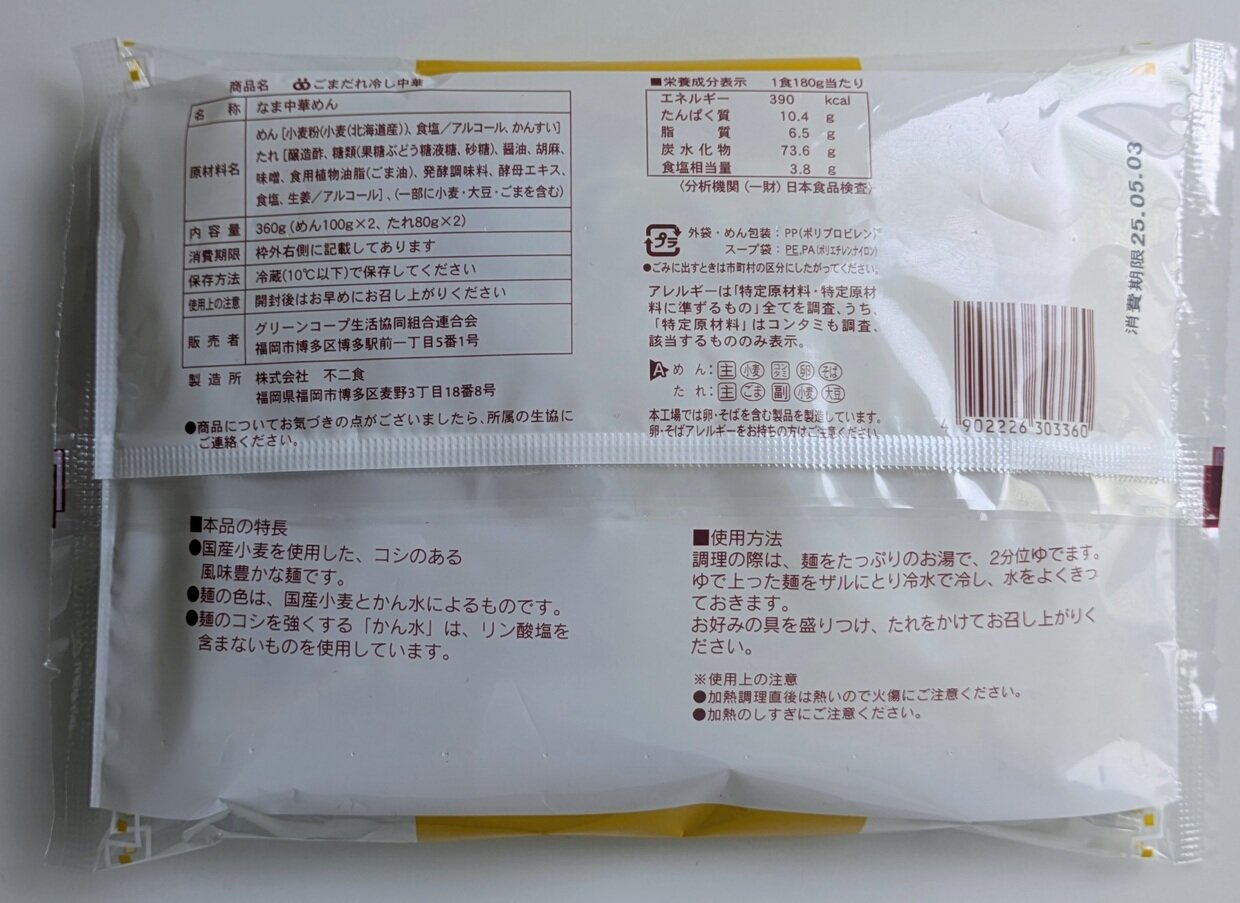 商品名 ごまだれ冷し中華
名称 なま中華めん
原材料名 めん[小麦粉(小麦(北海道産))、食塩/アルコール、かんすい]
たれ[醸造酢、糖類(果糖ぶどう糖液糖、砂糖)、醤油、胡麻、
味噌、食用植物油脂(ごま油)、発酵調味料、酵母エキス、
食塩、生姜/アルコール]、(一部に小麦・大豆・ごまを含む)
内容量 360g(めん100g×2、たれ80g×2)
消費期限 枠外右側に記載してあります
保存方法 冷蔵(10℃以下)で保存してください
使用上の注意 開封後はお早めにお召し上がりください
販売者 グリーンコープ生活協同組合連合会
福岡市博多区博多駅前一丁目5番1号
製造所 株式会社 不二食
福岡県福岡市博多区麦野3丁目18番8号
●商品についてお気づきの点がございましたら、所属の生協に
ご連絡ください。
■栄養成分表示 1食180g当たり
エネルギー 390 kcal
たんぱく質 10.4 g
脂質 6.5 g
炭水化物 73.6 g
食塩相当量 3.8 g
〈分析機関(一財)日本食品検査〉
プラ
外袋・めん包装:PP(ポリプロピレン)
スープ袋:PE,PA(ポリエチレン,ナイロン)
●ごみに出すときは市町村の区分にしたがってください。
アレルギーは「特定原材料・特定原材
料に準ずるもの」全てを調査、うち、
「特定原材料」はコンタミも調査、
該当するもののみ表示。
A めん:主 小麦 コンタミ 卵 そば
たれ:主 ごま 副 小麦 大豆
本工場では卵・そばを含む製品を製造しています。
卵・そばアレルギーをお持ちの方はご注意ください。
消費期限25.05.03
4 902226 303360
■本品の特長
●国産小麦を使用した、コシのある
風味豊かな麺です。
●麺の色は、国産小麦とかん水によるものです。
●麺のコシを強くする「かん水」は、リン酸塩を
含まないものを使用しています。
■使用方法
調理の際は、麺をたっぷりのお湯で、2分位ゆでます。
ゆで上った麺をザルにとり冷水で冷し、水をよくきっ
ておきます。
お好みの具を盛りつけ、たれをかけてお召し上がりく
ださい。
※使用上の注意
●加熱調理直後は熱いので火傷にご注意ください。
●加熱のしすぎにご注意ください。